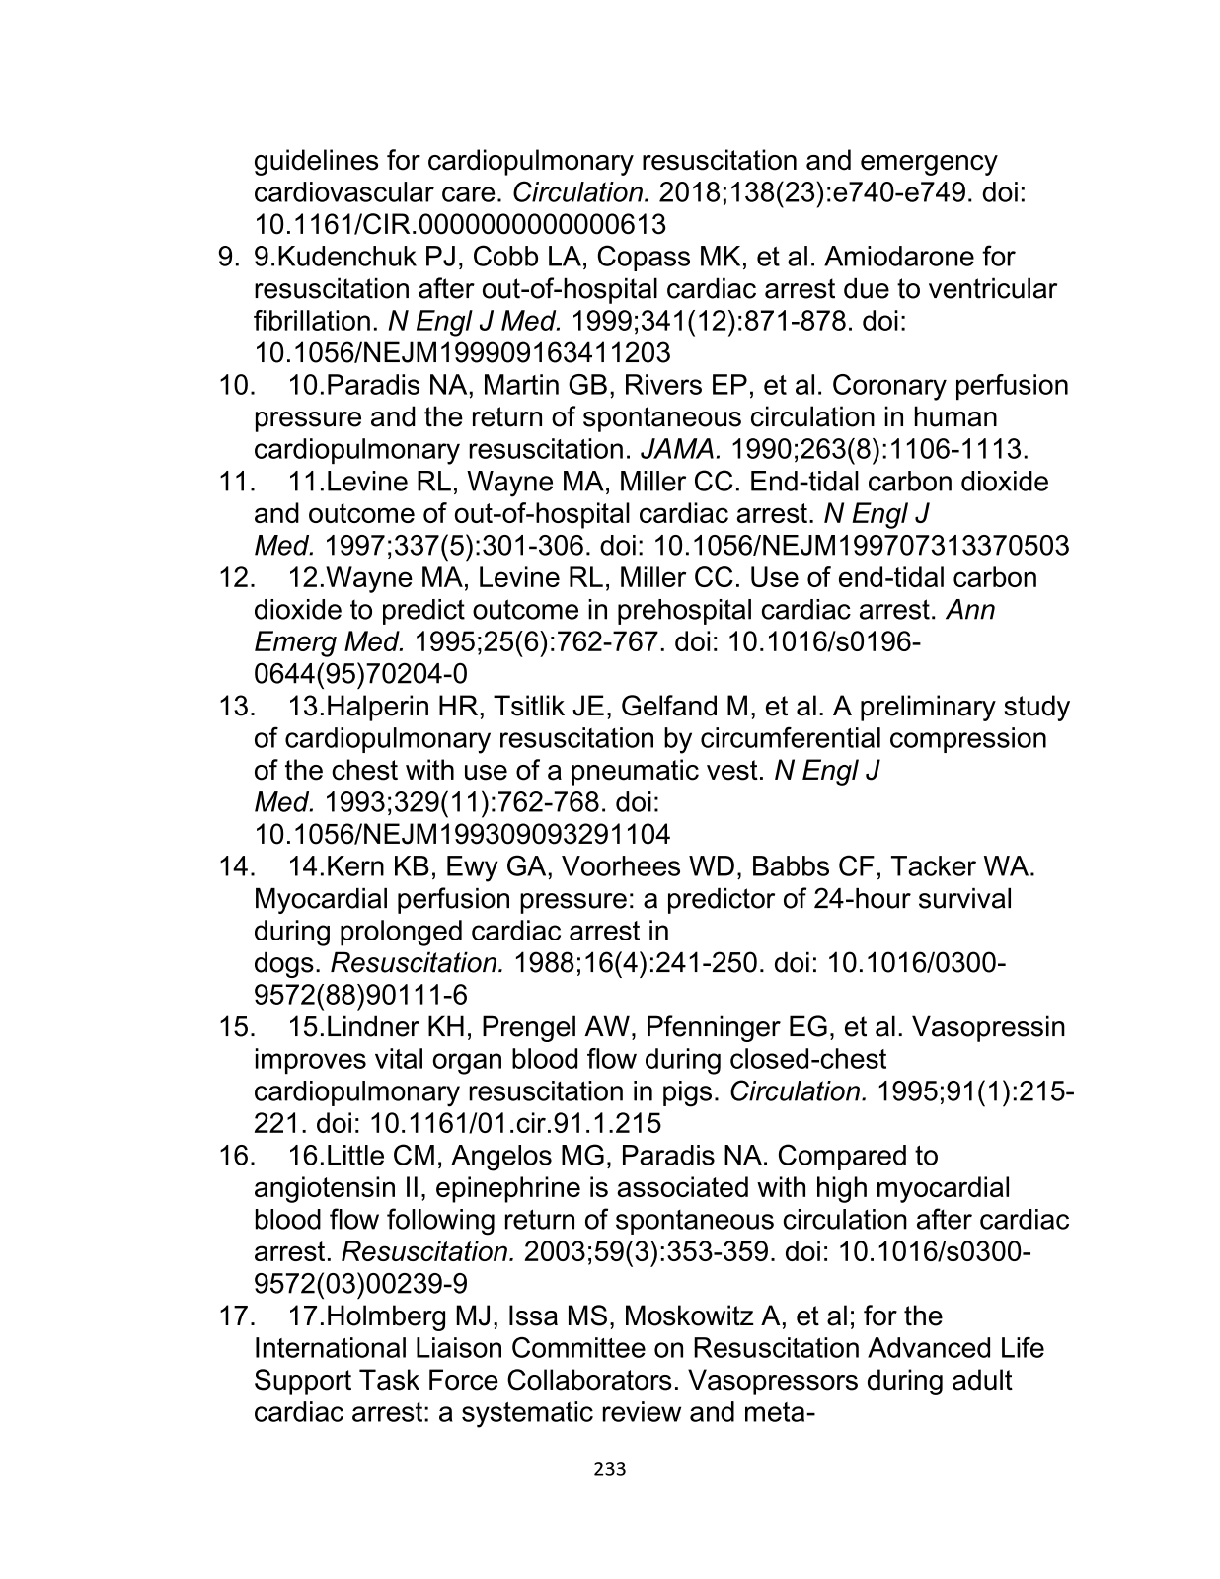 guidelines for cardiopulmonary resuscitation and emergency
cardiovascular care. Circulation. 2018;138(23):e740-e749. doi:
10.1161/CIR.0000000000000613
9. 9.Kudenchuk PJ, Cobb LA, Copass MK, et al. Amiodarone for
resuscitation after out-of-hospital cardiac arrest due to ventricular
fibrillation. N Engl J Med. 1999;341(12):871-878. doi:
10.1056/NEJM199909163411203
10. 10.Paradis NA, Martin GB, Rivers EP, et al. Coronary perfusion
pressure and the return of spontaneous circulation in human
cardiopulmonary resuscitation. JAMA. 1990;263(8):1106-1113.
11. 11.Levine RL, Wayne MA, Miller CC. End-tidal carbon dioxide
and outcome of out-of-hospital cardiac arrest. N Engl J
Med. 1997;337(5):301-306. doi: 10.1056/NEJM199707313370503
12. 12.Wayne MA, Levine RL, Miller CC. Use of end-tidal carbon
dioxide to predict outcome in prehospital cardiac arrest. Ann
Emerg Med. 1995;25(6):762-767. doi: 10.1016/s0196-
0644(95)70204-0
13. 13.Halperin HR, Tsitlik JE, Gelfand M, et al. A preliminary study
of cardiopulmonary resuscitation by circumferential compression
of the chest with use of a pneumatic vest. N Engl J
Med. 1993;329(11):762-768. doi:
10.1056/NEJM199309093291104
14. 14.Kern KB, Ewy GA, Voorhees WD, Babbs CF, Tacker WA.
Myocardial perfusion pressure: a predictor of 24-hour survival
during prolonged cardiac arrest in
dogs. Resuscitation. 1988;16(4):241-250. doi: 10.1016/0300-
9572(88)90111-6
15. 15.Lindner KH, Prengel AW, Pfenninger EG, et al. Vasopressin
improves vital organ blood flow during closed-chest
cardiopulmonary resuscitation in pigs. Circulation. 1995;91(1):215-
221. doi: 10.1161/01.cir.91.1.215
16. 16.Little CM, Angelos MG, Paradis NA. Compared to
angiotensin II, epinephrine is associated with high myocardial
blood flow following return of spontaneous circulation after cardiac
arrest. Resuscitation. 2003;59(3):353-359. doi: 10.1016/s0300-
9572(03)00239-9
17. 17.Holmberg MJ, Issa MS, Moskowitz A, et al; for the
International Liaison Committee on Resuscitation Advanced Life
Support Task Force Collaborators. Vasopressors during adult
cardiac arrest: a systematic review and meta-
233